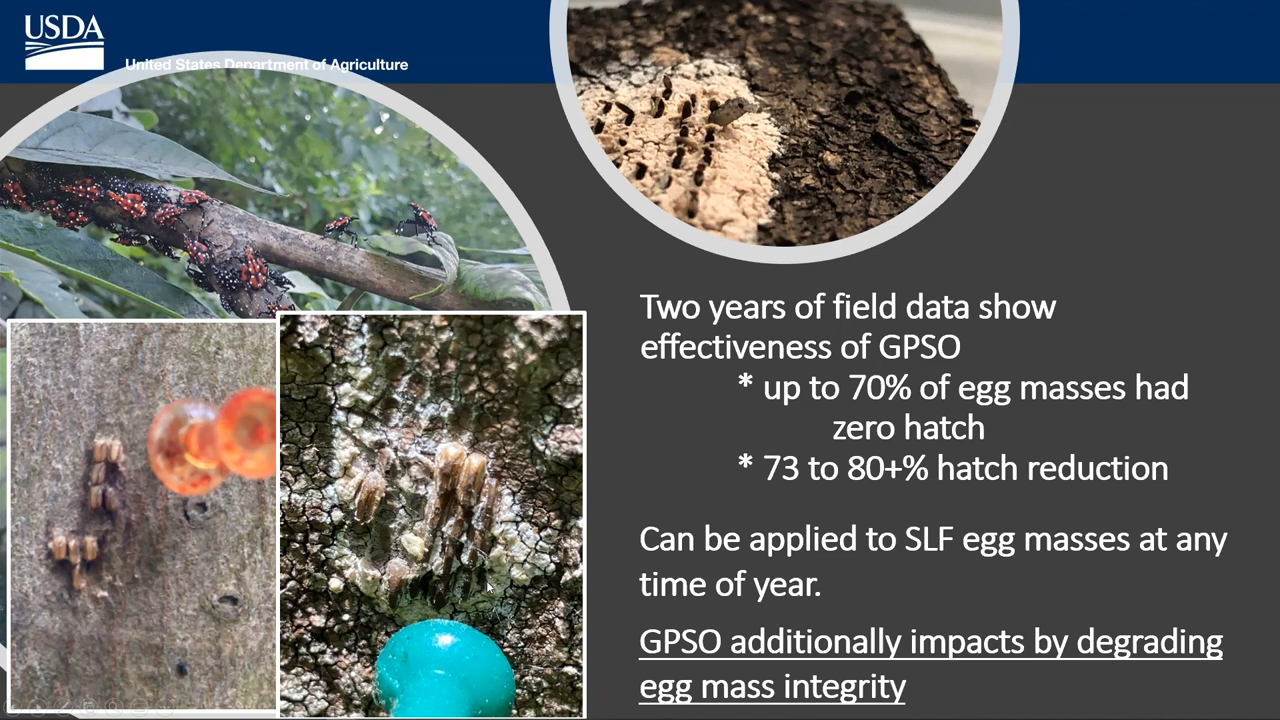 USDA
United States Department of Agriculture
Two years of field data show
effectiveness of GPSO
* up to 70% of egg masses had
zero hatch
* 73 to 80+% hatch reduction
Can be applied to SLF egg masses at any
time of year.
GPSO additionally impacts by degrading
egg mass integrity